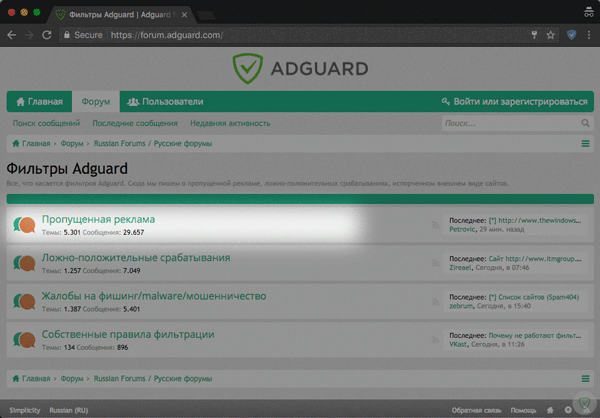 Фильтры Adguard | Adguard
Secure
https://forum.adguard.com/
ADGUARD
Главная Форум Пользователи Войти или зарегистрироваться
Поиск сообщений Последние сообщения Недавняя активность Поиск...
Главная Форум Russian Forums / Русские форумы
Фильтры Adguard
Все, что касается фильтров Adguard. Сюда мы пишем о пропущенной рекламе, ложно-положительных срабатываниях, испорченном внешнем виде сайтов.
Пропущенная реклама
Темы: 5.301 Сообщения: 29.657
Последнее: [*] http://www.thewindows...
Petrovic, 29 мин. назад
Ложно-положительные срабатывания
Темы: 1.257 Сообщения: 7.049
Последнее: Сайт http://www.itmgroup....
Zireael, Сегодня, в 07:46
Жалобы на фишинг/malware/мошенничество
Темы: 1.387 Сообщения: 5.401
Последнее: [*] Список сайтов (Spam404)
zebrum, Сегодня, в 15:40
Собственные правила фильтрации
Темы: 134 Сообщения: 896
Последнее: Почему не работают фильт...
VKast, Сегодня, в 11:26
Главная Форум Russian Forums / Русские форумы
Simplicity Russian (RU) Обратная связь Помощь